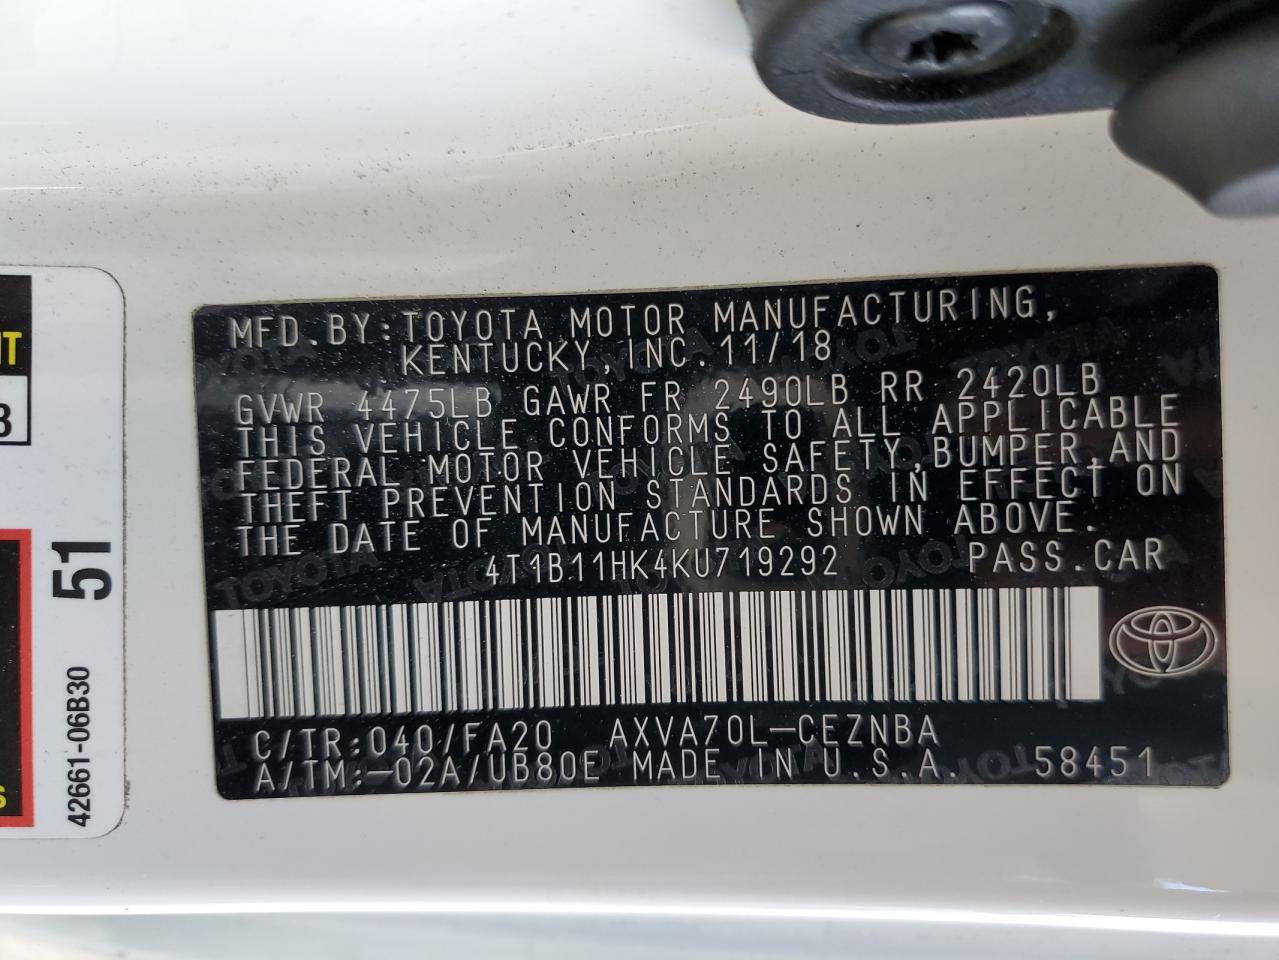 MFD.BY:TOYOTA MOTOR MANUFACTURING,
KENTUCKY,INC.11/18
GVWR 4475LB GAWR FR 2490LB RR 2420LB
THIS VEHICLE CONFORMS TO ALL APPLICABLE
FEDERAL MOTOR VEHICLE SAFETY,BUMPER,AND
THEFT PREVENTION STANDARDS IN EFFECT ON
THE DATE OF MANUFACTURE SHOWN ABOVE.
4T1B11HK4KU719292 PASS.CAR
C/TR:040/FA20 AXVA70L-CEZNBA
A/TM:-02A/UB80E MADE IN U.S.A. 58451
51
42661-06B30